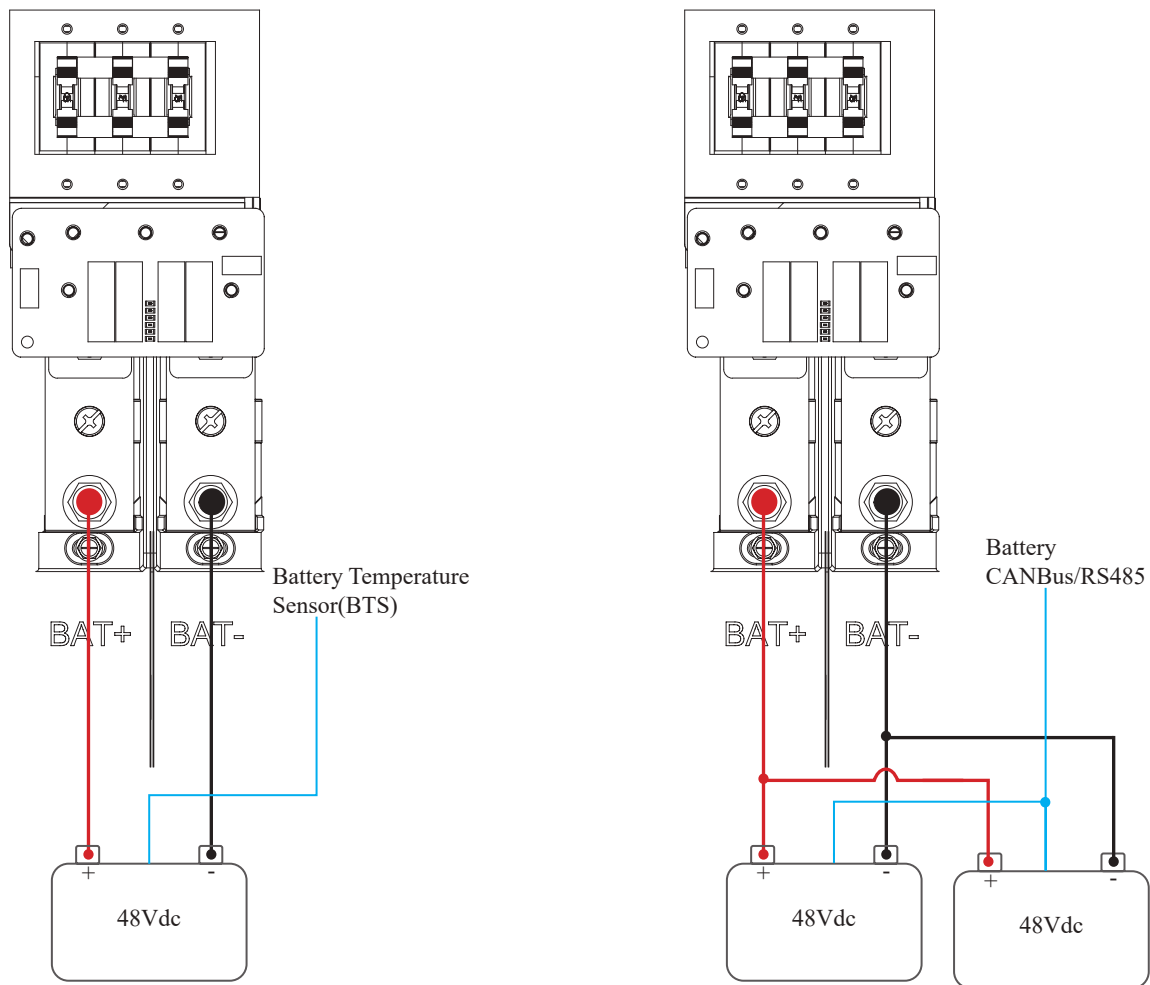 Battery Temperature
Sensor(BTS)
BAT+
BAT-
+
-
48Vdc
Battery
CANBus/RS485
BAT+
BAT-
+
-
48Vdc
+
-
48Vdc